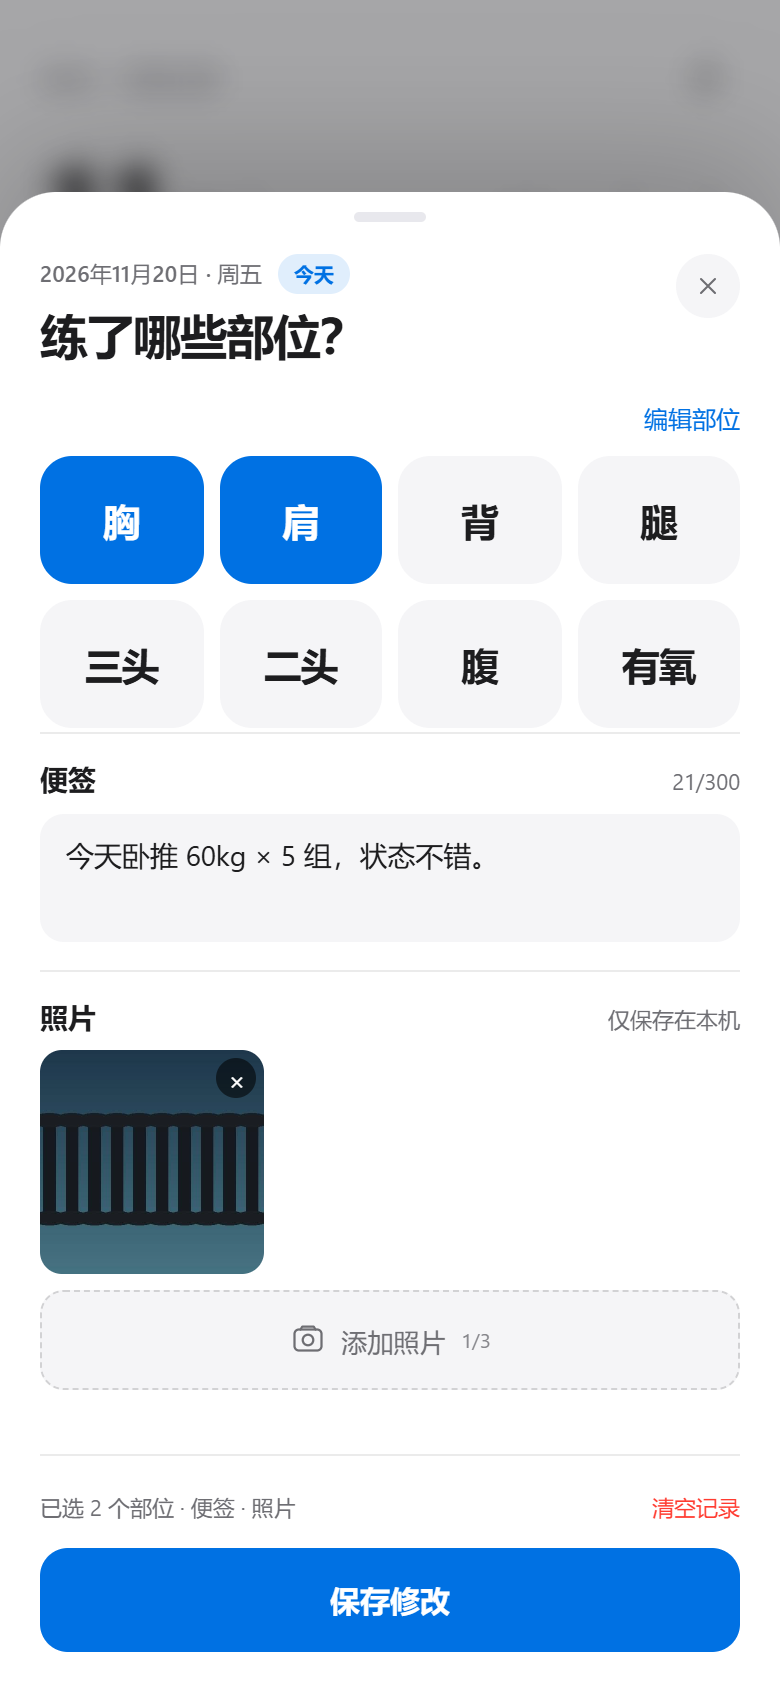 2026年11月20日 · 周五 今天
练了哪些部位?
编辑部位
胸 肩 背 腿
三头 二头 腹 有氧
便签 21/300
今天卧推 60kg × 5 组，状态不错。
照片 仅保存在本机
添加照片 1/3
已选 2 个部位 · 便签 · 照片 清空记录
保存修改